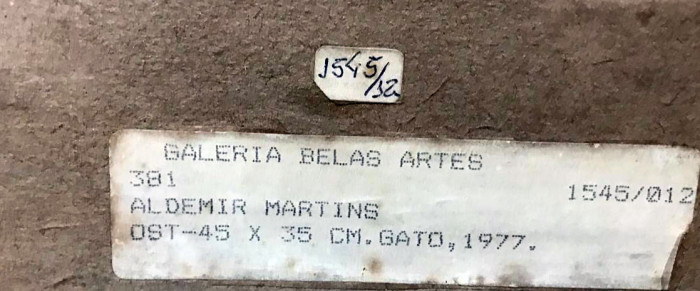 1545/32
GALERIA BELAS ARTES
381 1545/012
ALDEMIR MARTINS
OST-45 X 35 CM.GATO,1977.